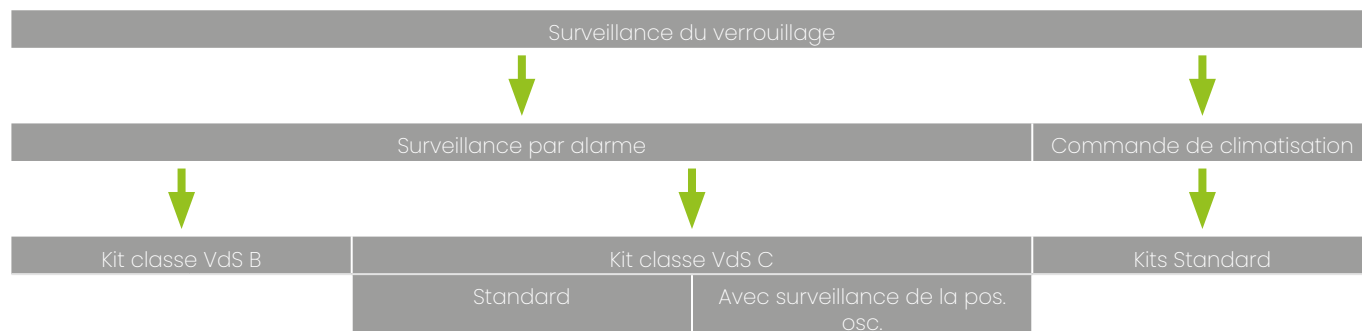 Surveillance du verrouillage
Surveillance par alarme
Commande de climatisation
Kit classe VdS B
Kit classe VdS C
Kits Standard
Standard
Avec surveillance de la pos.
osc.